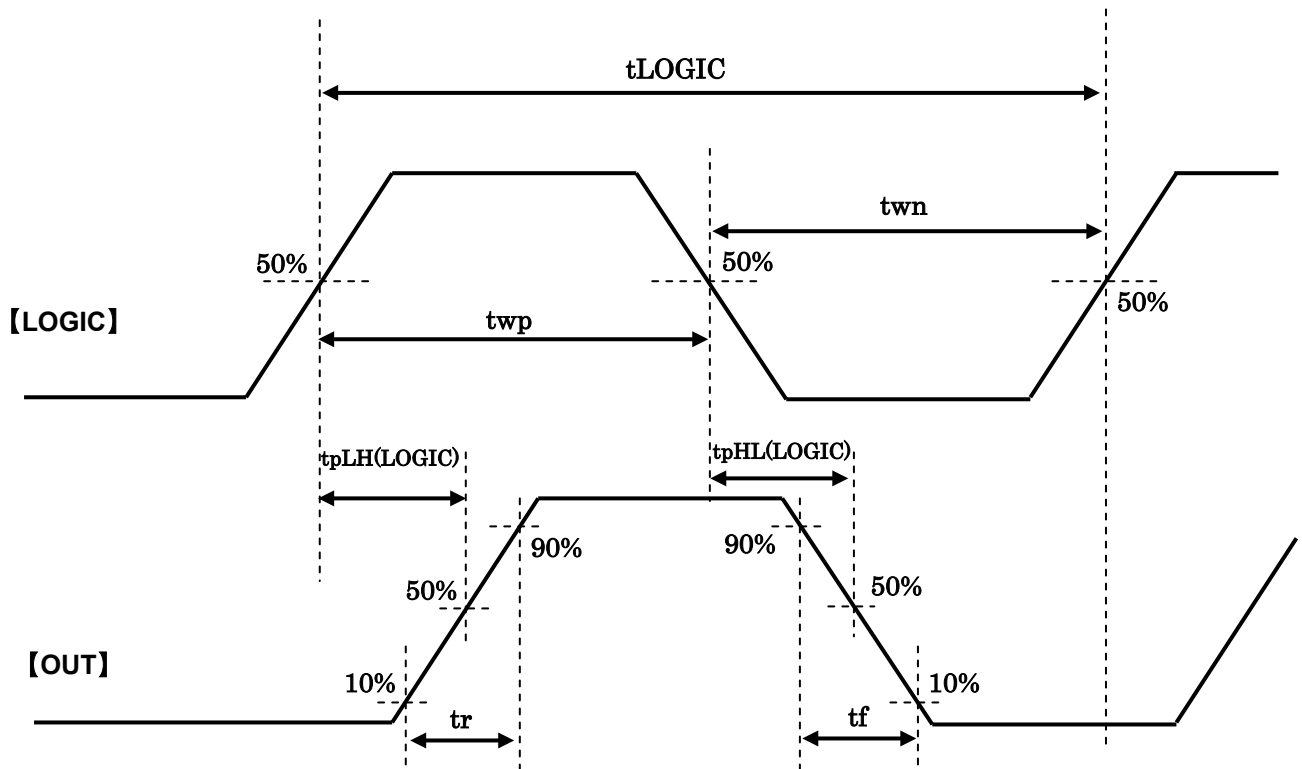 tLOGIC
twn
50%
50%
50%
【LOGIC】
twp
tpLH(LOGIC)
tpHL(LOGIC)
90%
90%
50%
50%
【OUT】
10%
10%
tr
tf